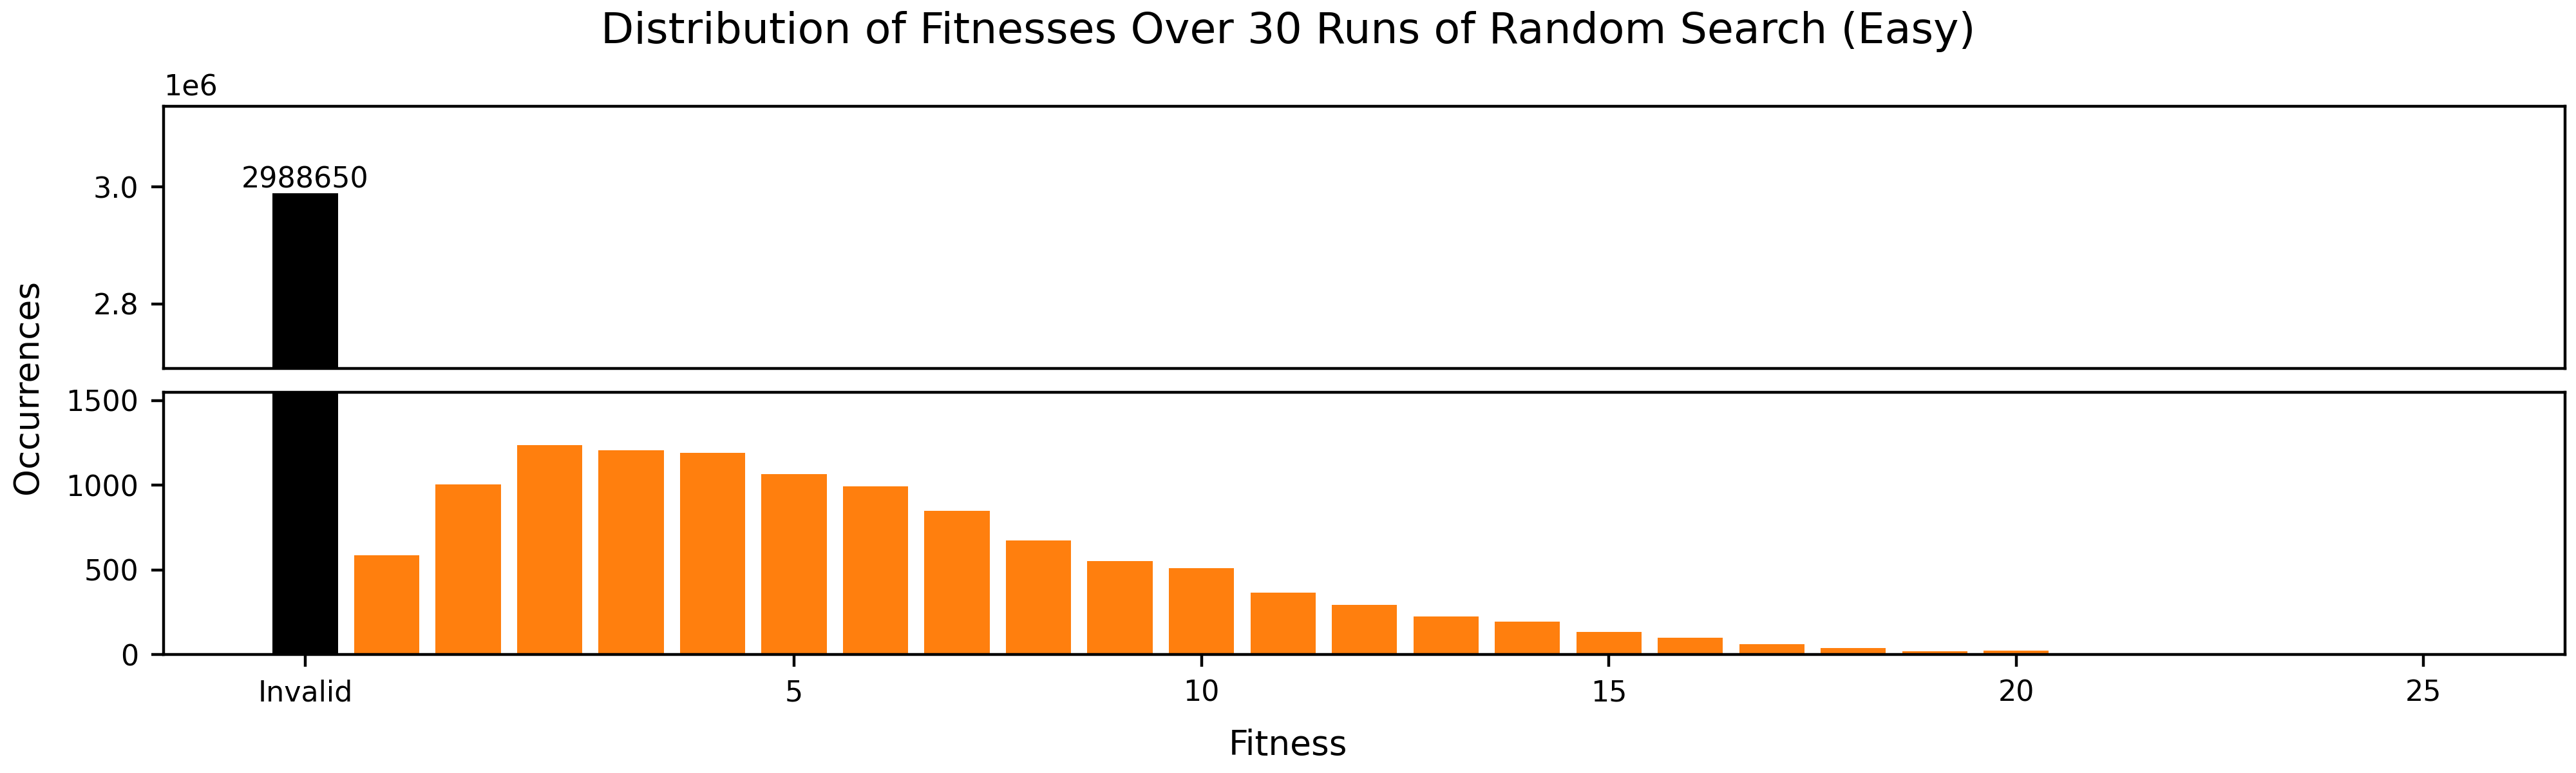 Distribution of Fitnesses Over 30 Runs of Random Search (Easy)
1e6
2988650
3.0
2.8
Occurrences
1500
1000
500
0
Invalid 5 10 15 20 25
Fitness